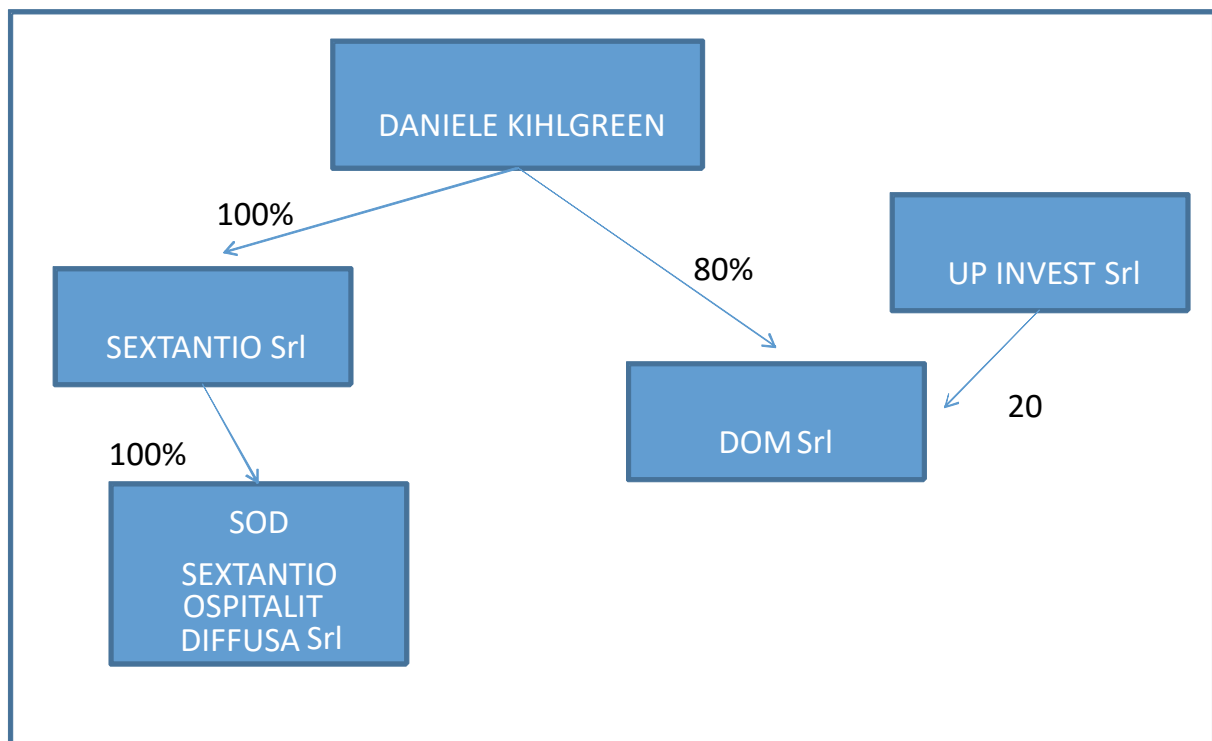 DANIELE KIHLGREEN
100%
80%
UP INVEST Srl
SEXTANTIO Srl
20
DOM Srl
100%
SOD
SEXTANTIO
OSPITALIT
DIFFUSA Srl